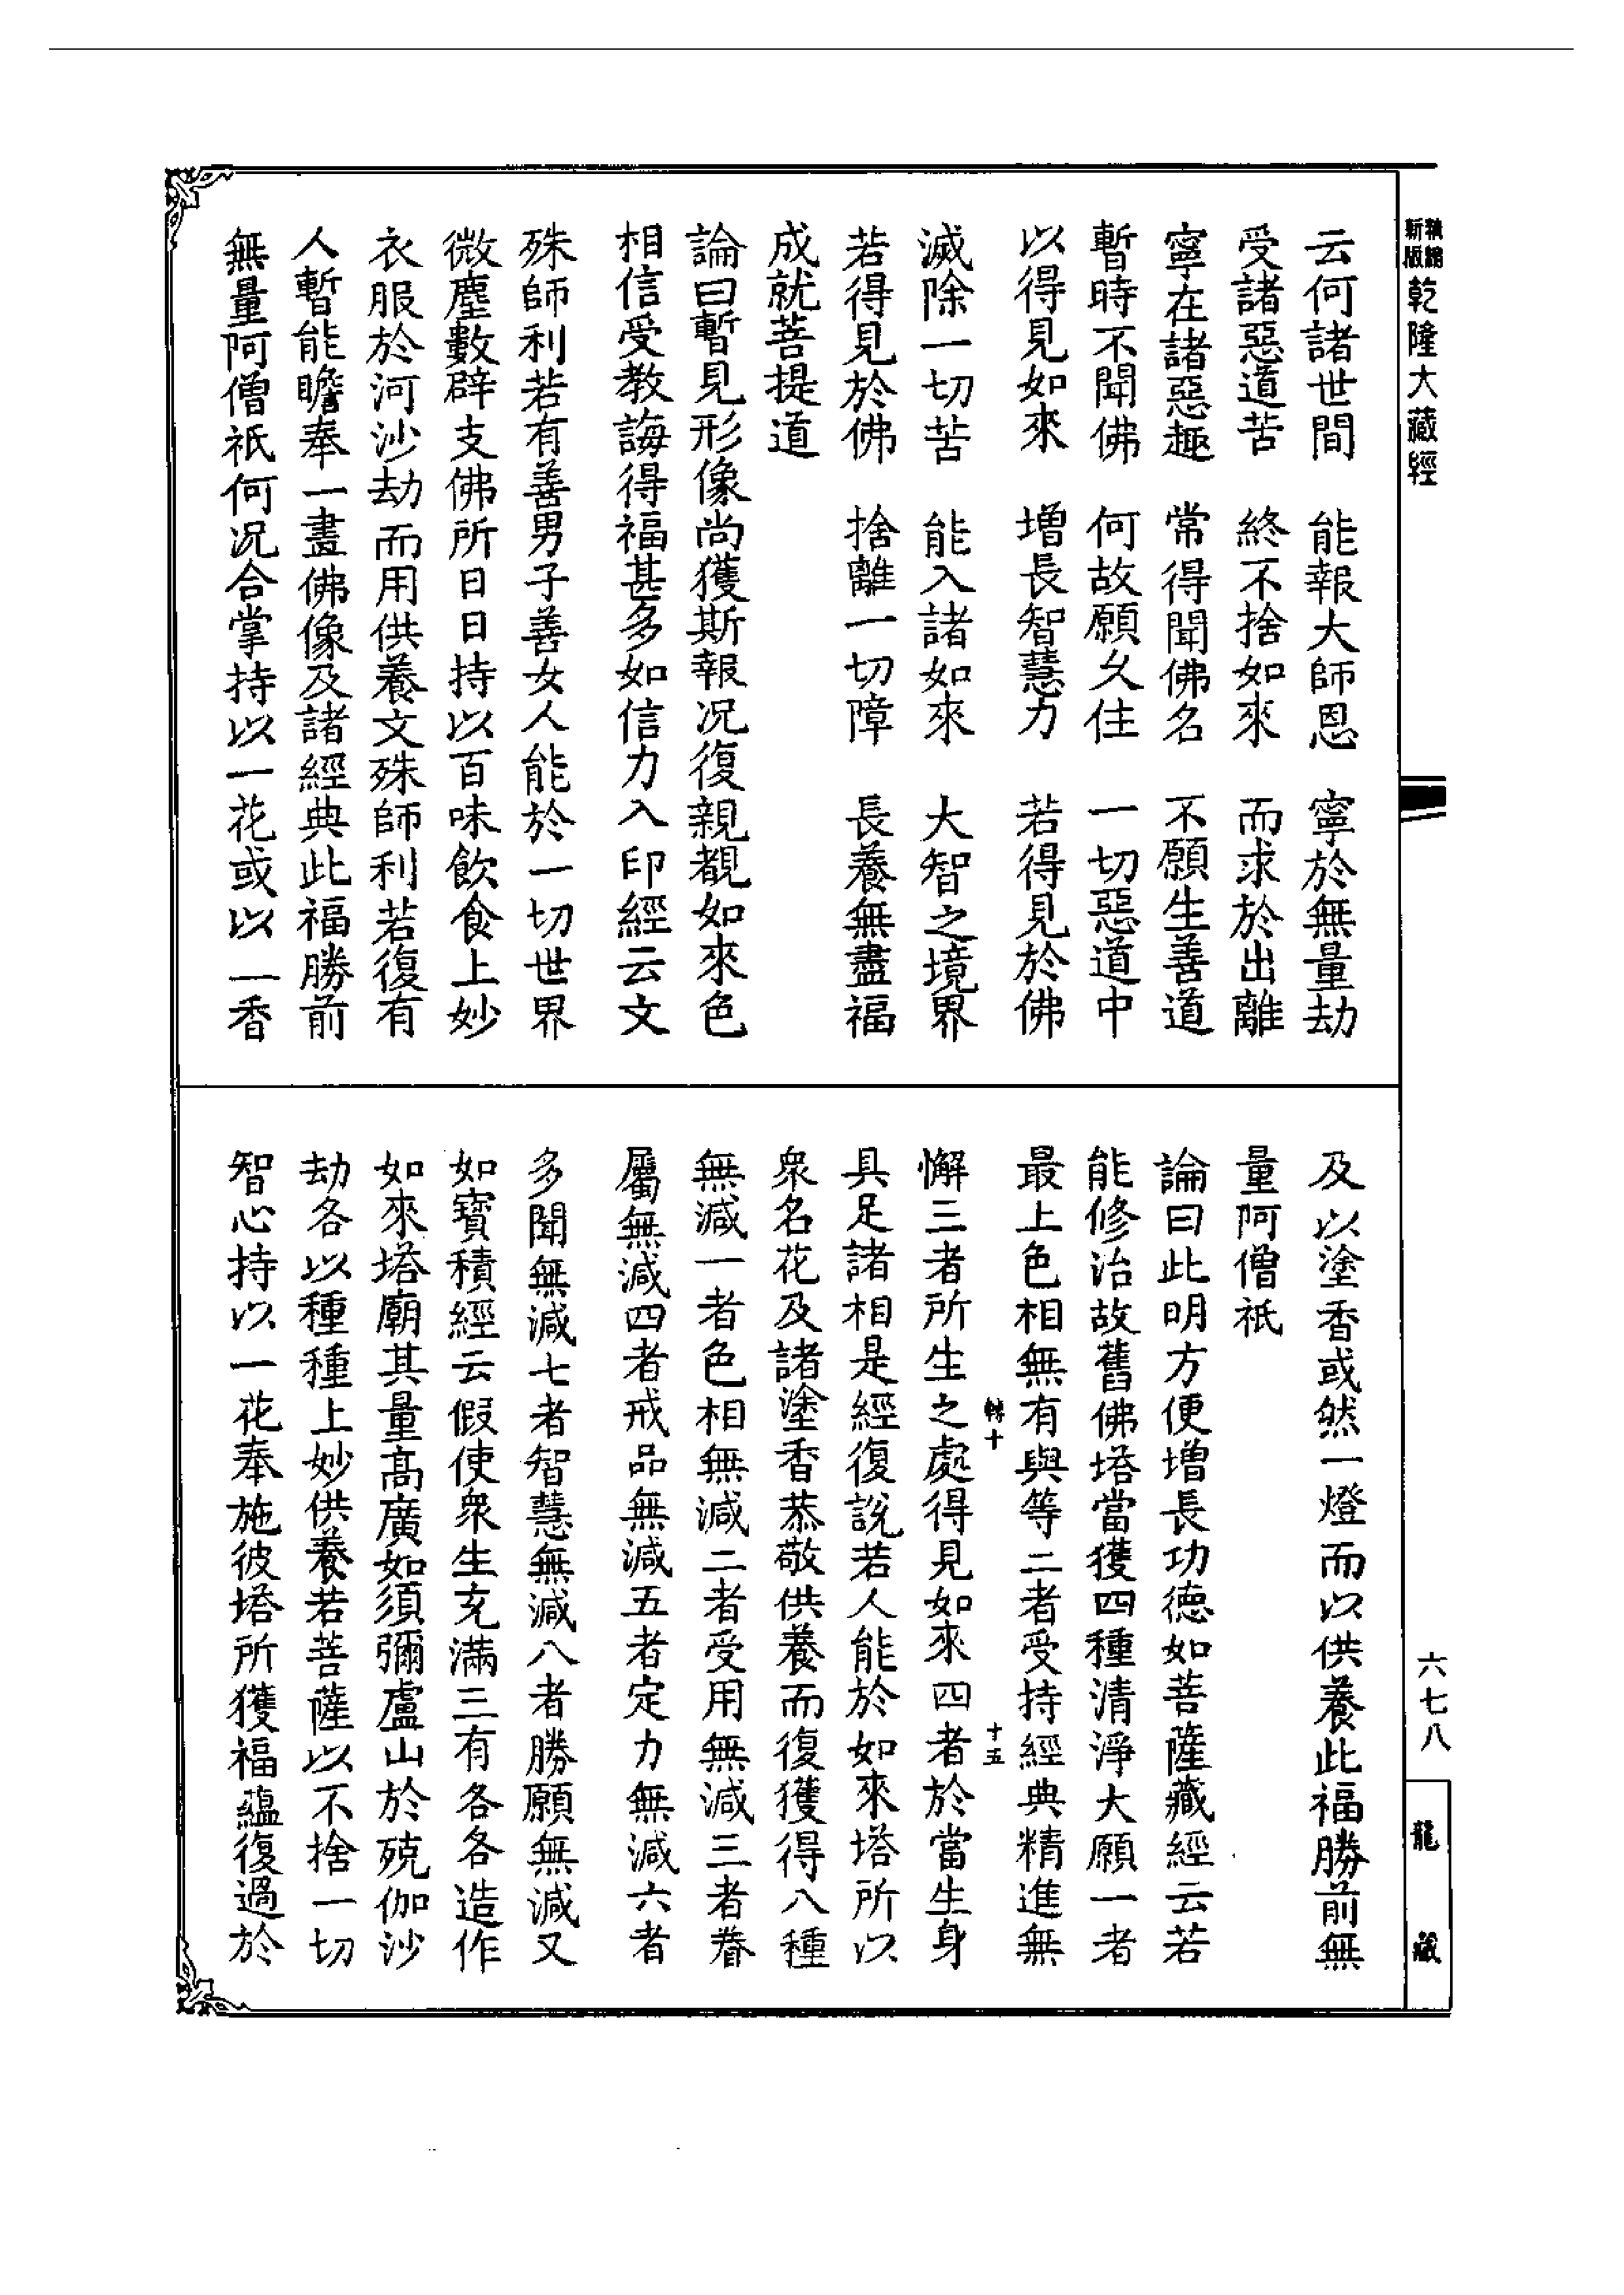 新編縮版乾隆大藏經
云何諸世間　能報大師恩　寧於無量劫
受諸惡道苦　終不捨如來　而求於出離
寧在諸惡趣　常得聞佛名　不願生善道
暫時不聞佛　何故願久住　一切惡道中
以得見如來　增長智慧力　若得見於佛
滅除一切苦　能入諸如來　大智之境界
若得見於佛　捨離一切障　長養無盡福
成就菩提道
論曰暫見形像尚獲斯報況復親覩如來色
相信受教誨得福甚多如信力入印經云文
殊師利若有善男子善女人能於一切世界
微塵數辟支佛所日日持以百味飲食上妙
衣服於河沙劫而用供養文殊師利若復有
人暫能瞻奉一畫佛像及諸經典此福勝前
無量阿僧祇何況合掌持以一花或以一香
及以塗香或然一燈而以供養此福勝前無
量阿僧祇
論曰此明方便增長功德如菩薩藏經云若
能修治故舊佛塔當獲四種清淨大願一者
最上色相無有與等二者受持經典精進無
轉十　十五
懈三者所生之處得見如來四者於當生身
具足諸相是經復說若人能於如來塔所以
眾名花及諸塗香恭敬供養而復獲得八種
無減一者色相無減二者受用無減三者眷
屬無減四者戒品無減五者定力無減六者
多聞無減七者智慧無減八者勝願無減又
如寶積經云假使眾生充滿三有各各造作
如來塔廟其量高廣如須彌盧山於殑伽沙
劫各以種種上妙供養若菩薩以不捨一切
智心持以一花奉施彼塔所獲福蘊復過於
六七八
龍藏